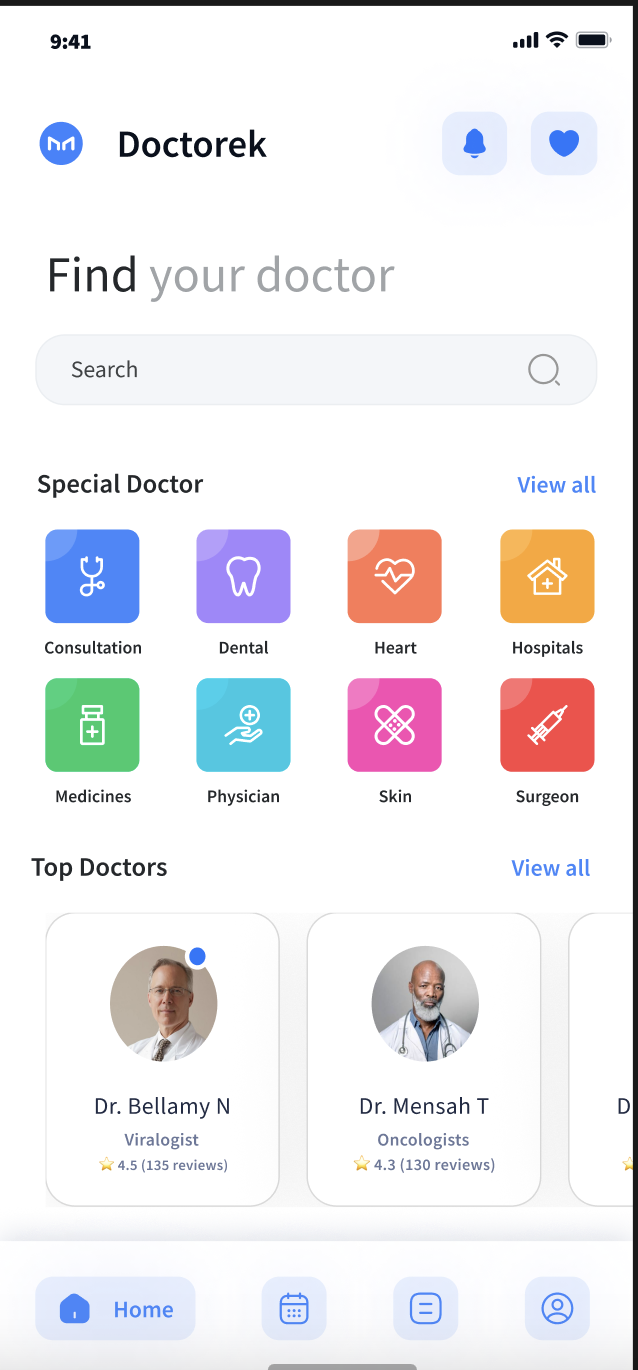 9:41
Doctorek
Find your doctor
Search
Special Doctor View all
Consultation Dental Heart Hospitals
Medicines Physician Skin Surgeon
Top Doctors View all
Dr. Bellamy N Dr. Mensah T D
Viralogist Oncologists
4.5 (135 reviews) 4.3 (130 reviews)
Home